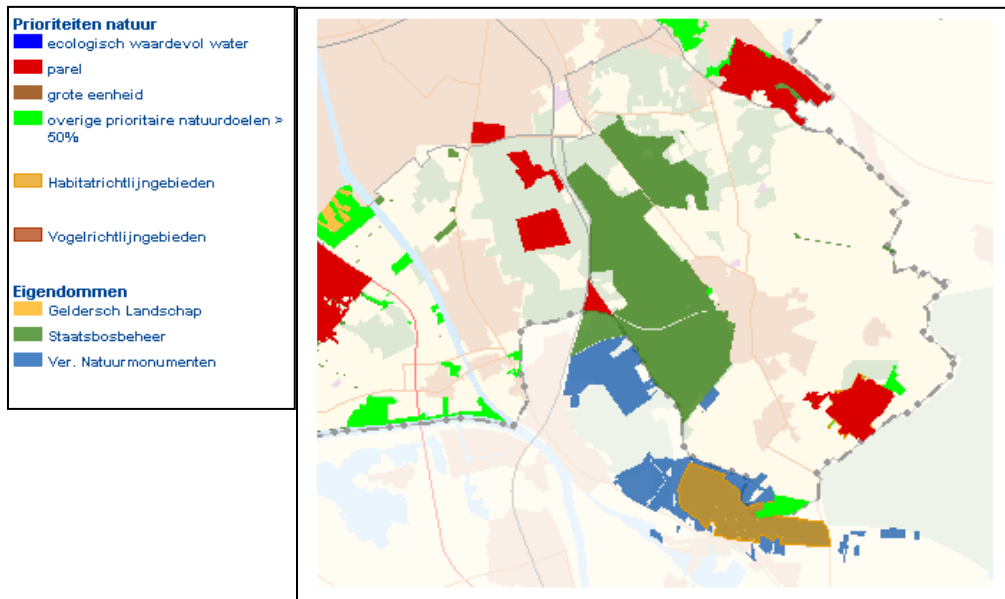 Prioriteiten natuur
ecologisch waardevol water
parel
grote eenheid
overige prioritaire natuurdoelen >
50%
Habitatrichtlijngebieden
Vogelrichtlijngebieden
Eigendommen
Geldersch Landschap
Staatsbosbeheer
Ver. Natuurmonumenten